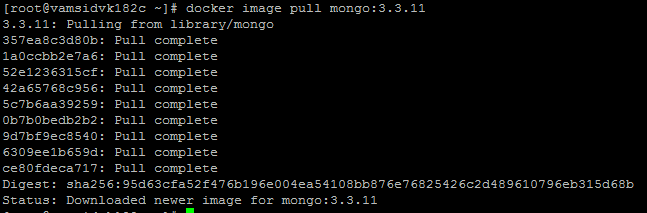 [root@vamsidvk182c ~]# docker image pull mongo:3.3.11
3.3.11: Pulling from library/mongo
357ea8c3d80b: Pull complete
1a0ccbb2e7a6: Pull complete
52e1236315cf: Pull complete
42a65768c956: Pull complete
5c7b6aa39259: Pull complete
0b7b0bedb2b2: Pull complete
9d7bf9ec8540: Pull complete
6309ee1b659d: Pull complete
ce80fdeca717: Pull complete
Digest: sha256:95d63cfa52f476b196e004ea54108bb876e76825426c2d489610796eb315d68b
Status: Downloaded newer image for mongo:3.3.11